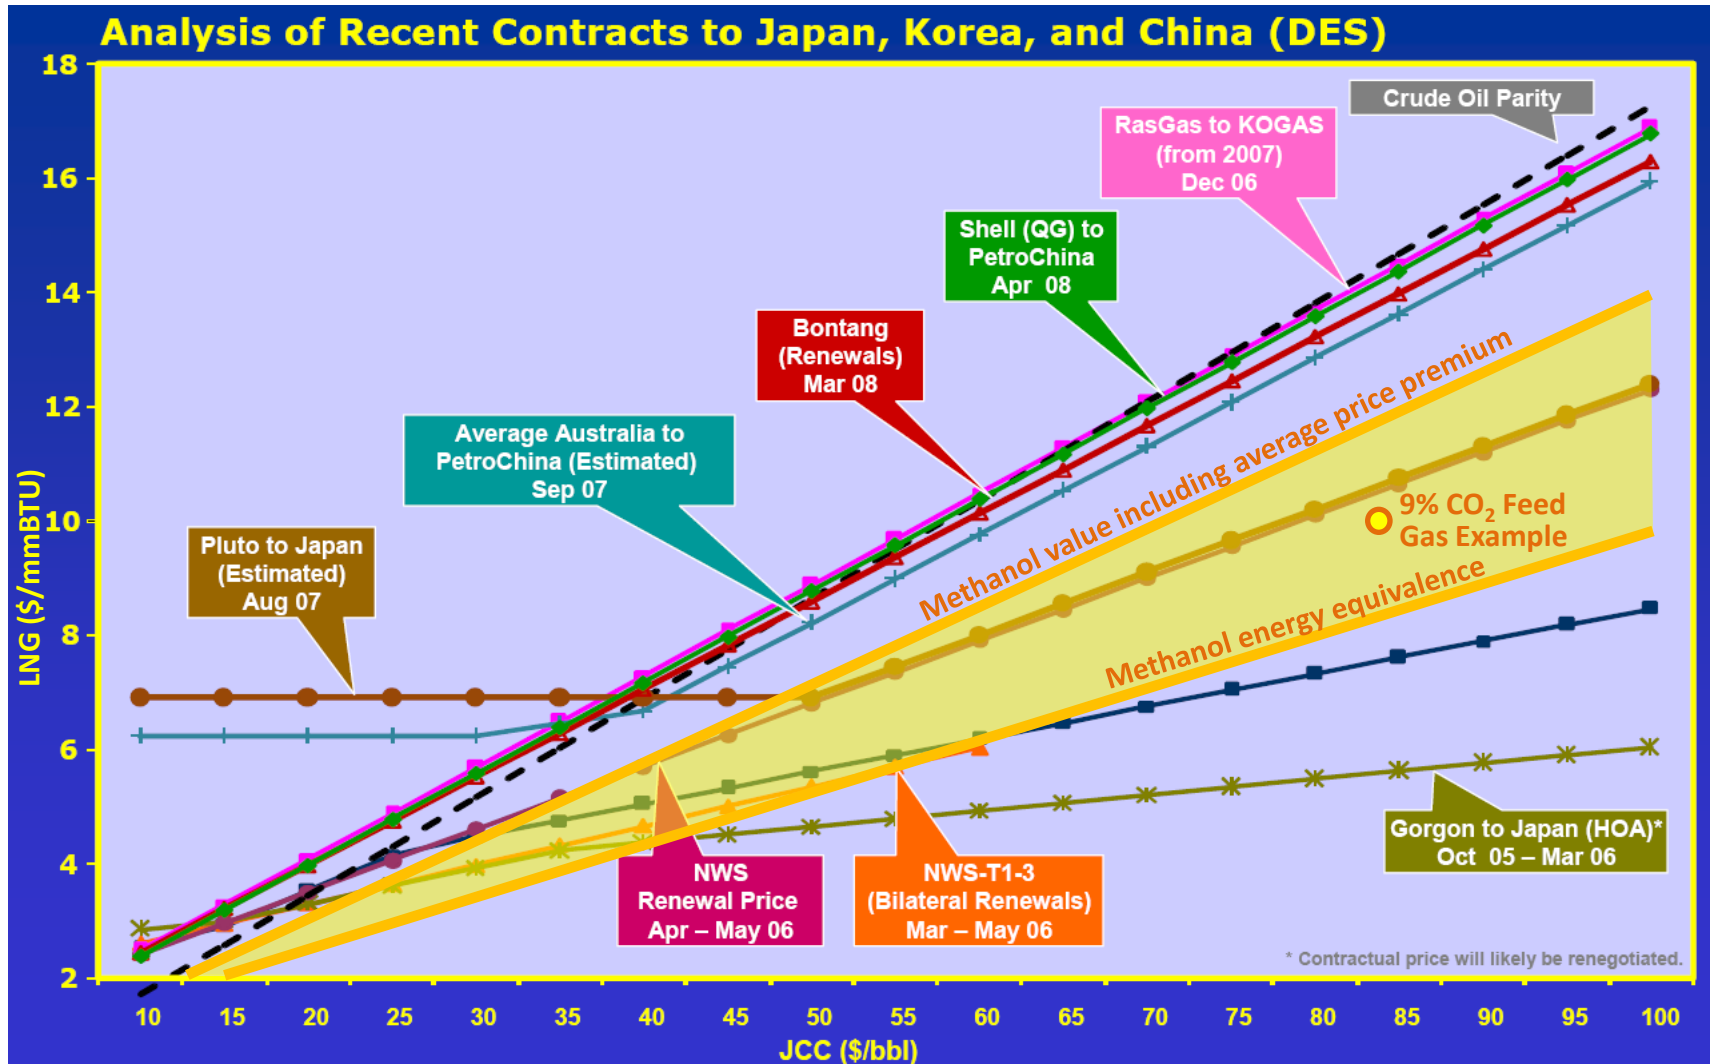 Analysis of Recent Contracts to Japan, Korea, and China (DES)
18
16
14
12
10
8
6
4
2
LNG ($/mmBTU)
Crude Oil Parity
RasGas to KOGAS
(from 2007)
Dec 06
Shell (QG) to
PetroChina
Apr 08
Bontang
(Renewals)
Mar 08
Average Australia to
PetroChina (Estimated)
Sep 07
Pluto to Japan
(Estimated)
Aug 07
Methanol value including average price premium
9% CO₂ Feed
Gas Example
Methanol energy equivalence
NWS
Renewal Price
Apr – May 06
NWS-T1-3
(Bilateral Renewals)
Mar – May 06
Gorgon to Japan (HOA)*
Oct 05 – Mar 06
* Contractual price will likely be renegotiated.
10 15 20 25 30 35 40 45 50 55 60 65 70 75 80 85 90 95 100
JCC ($/bbl)